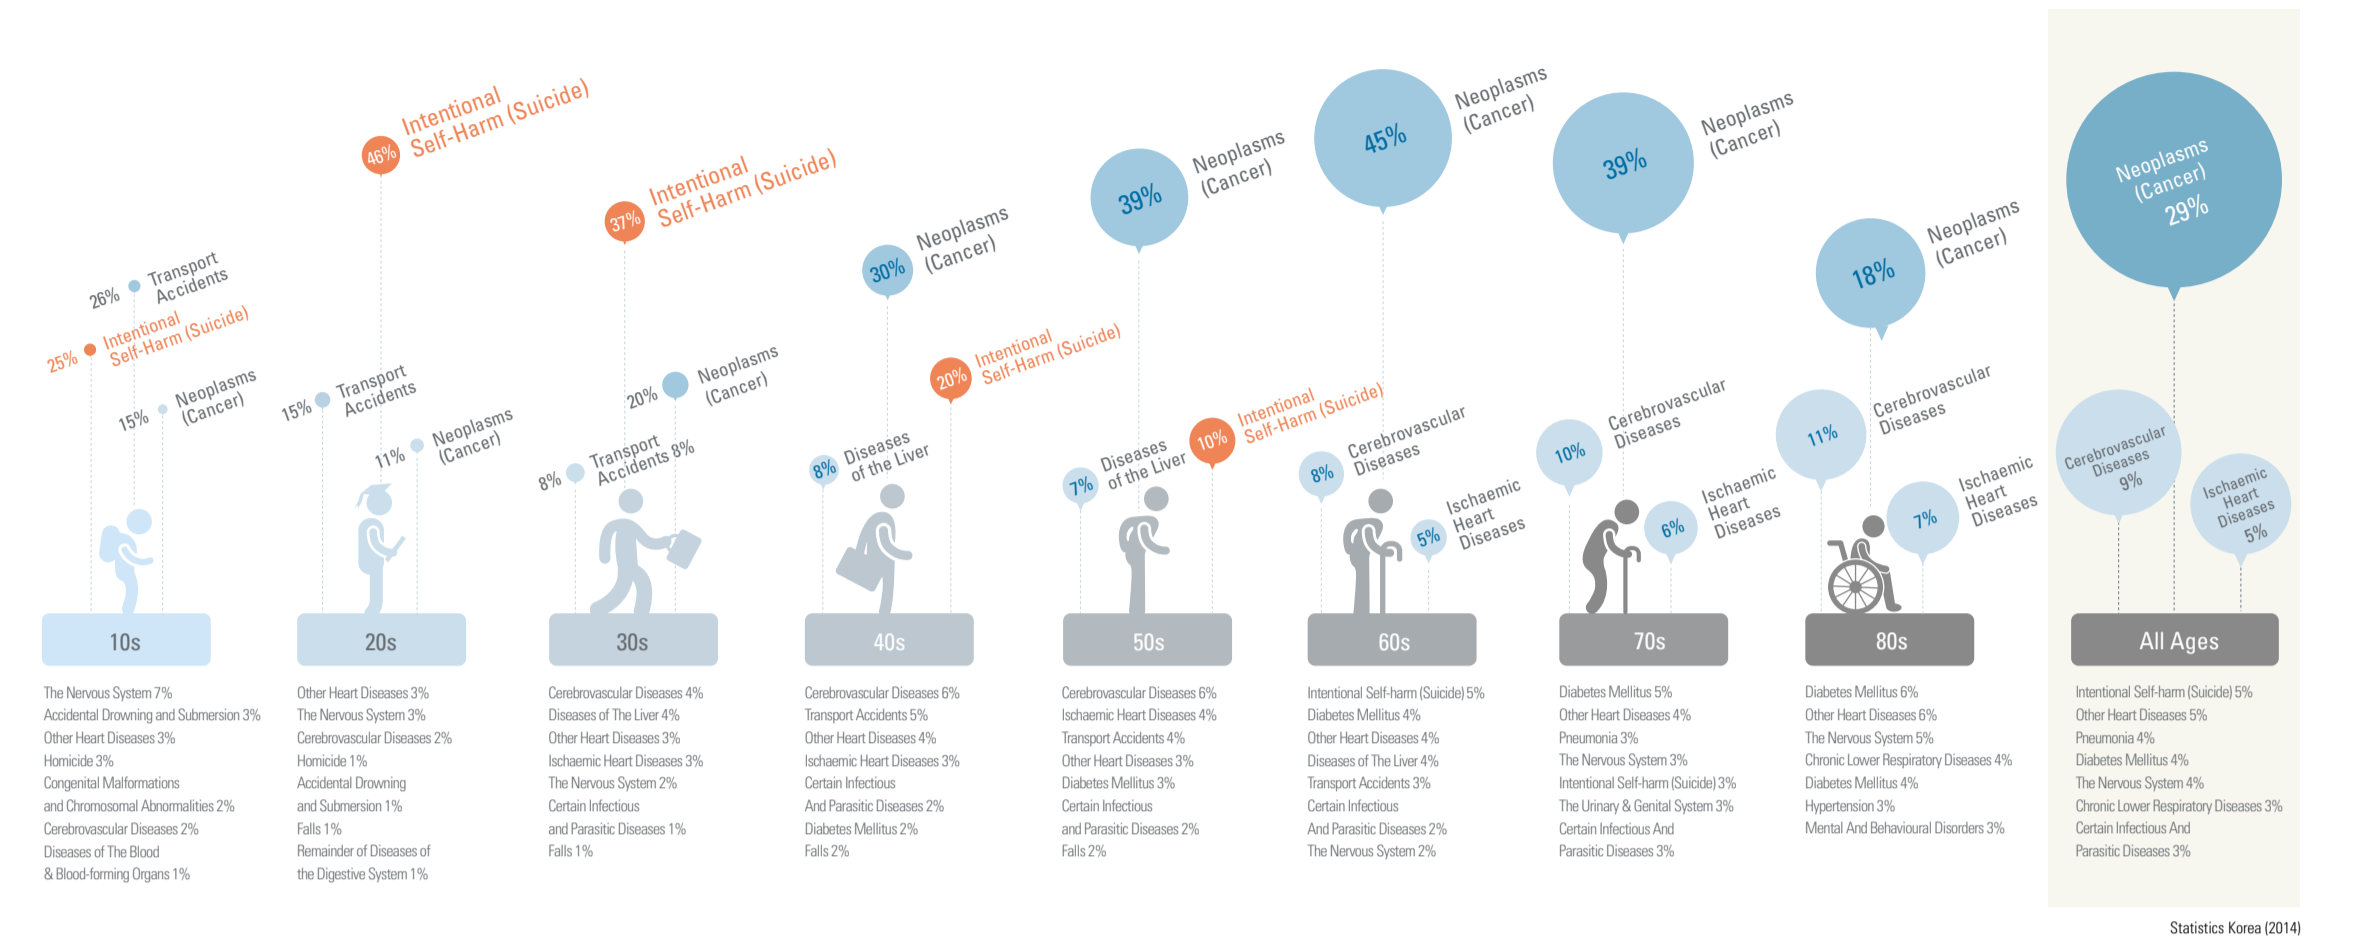 26%
Transport
Accidents
25%
Intentional
Self-Harm (Suicide)
15%
Neoplasms
(Cancer)
10s
The Nervous System 7%
Accidental Drowning and Submersion 3%
Other Heart Diseases 3%
Homicide 3%
Congenital Malformations
and Chromosomal Abnormalities 2%
Cerebrovascular Diseases 2%
Diseases of The Blood
& Blood-forming Organs 1%
46%
Intentional
Self-Harm (Suicide)
15%
Transport
Accidents
11%
Neoplasms
(Cancer)
20s
Other Heart Diseases 3%
The Nervous System 3%
Cerebrovascular Diseases 2%
Homicide 1%
Accidental Drowning
and Submersion 1%
Falls 1%
Remainder of Diseases of
the Digestive System 1%
37%
Intentional
Self-Harm (Suicide)
20%
Neoplasms
(Cancer)
8%
Transport
Accidents 8%
30s
Cerebrovascular Diseases 4%
Diseases of The Liver 4%
Other Heart Diseases 3%
Ischaemic Heart Diseases 3%
The Nervous System 2%
Certain Infectious
and Parasitic Diseases 1%
Falls 1%
30%
Neoplasms
(Cancer)
20%
Intentional
Self-Harm (Suicide)
8%
Diseases
of the Liver
40s
Cerebrovascular Diseases 6%
Transport Accidents 5%
Other Heart Diseases 4%
Ischaemic Heart Diseases 3%
Certain Infectious
And Parasitic Diseases 2%
Diabetes Mellitus 2%
Falls 2%
39%
Neoplasms
(Cancer)
10%
Intentional
Self-Harm (Suicide)
7%
Diseases
of the Liver
50s
Cerebrovascular Diseases 6%
Ischaemic Heart Diseases 4%
Transport Accidents 4%
Other Heart Diseases 3%
Diabetes Mellitus 3%
Certain Infectious
and Parasitic Diseases 2%
Falls 2%
45%
Neoplasms
(Cancer)
8%
Cerebrovascular
Diseases
5%
Ischaemic
Heart
Diseases
60s
Intentional Self-harm (Suicide) 5%
Diabetes Mellitus 4%
Other Heart Diseases 4%
Diseases of The Liver 4%
Transport Accidents 3%
Certain Infectious
And Parasitic Diseases 2%
The Nervous System 2%
39%
Neoplasms
(Cancer)
10%
Cerebrovascular
Diseases
6%
Ischaemic
Heart
Diseases
70s
Diabetes Mellitus 5%
Other Heart Diseases 4%
Pneumonia 3%
The Nervous System 3%
Intentional Self-harm (Suicide) 3%
The Urinary & Genital System 3%
Certain Infectious And
Parasitic Diseases 3%
18%
Neoplasms
(Cancer)
11%
Cerebrovascular
Diseases
7%
Ischaemic
Heart
Diseases
80s
Diabetes Mellitus 6%
Other Heart Diseases 6%
The Nervous System 5%
Chronic Lower Respiratory Diseases 4%
Diabetes Mellitus 4%
Hypertension 3%
Mental And Behavioural Disorders 3%
Neoplasms
(Cancer)
29%
Cerebrovascular
Diseases
9%
Ischaemic
Heart
Diseases
5%
All Ages
Intentional Self-harm (Suicide) 5%
Other Heart Diseases 5%
Pneumonia 4%
Diabetes Mellitus 4%
The Nervous System 4%
Chronic Lower Respiratory Diseases 3%
Certain Infectious And
Parasitic Diseases 3%
Statistics Korea (2014)